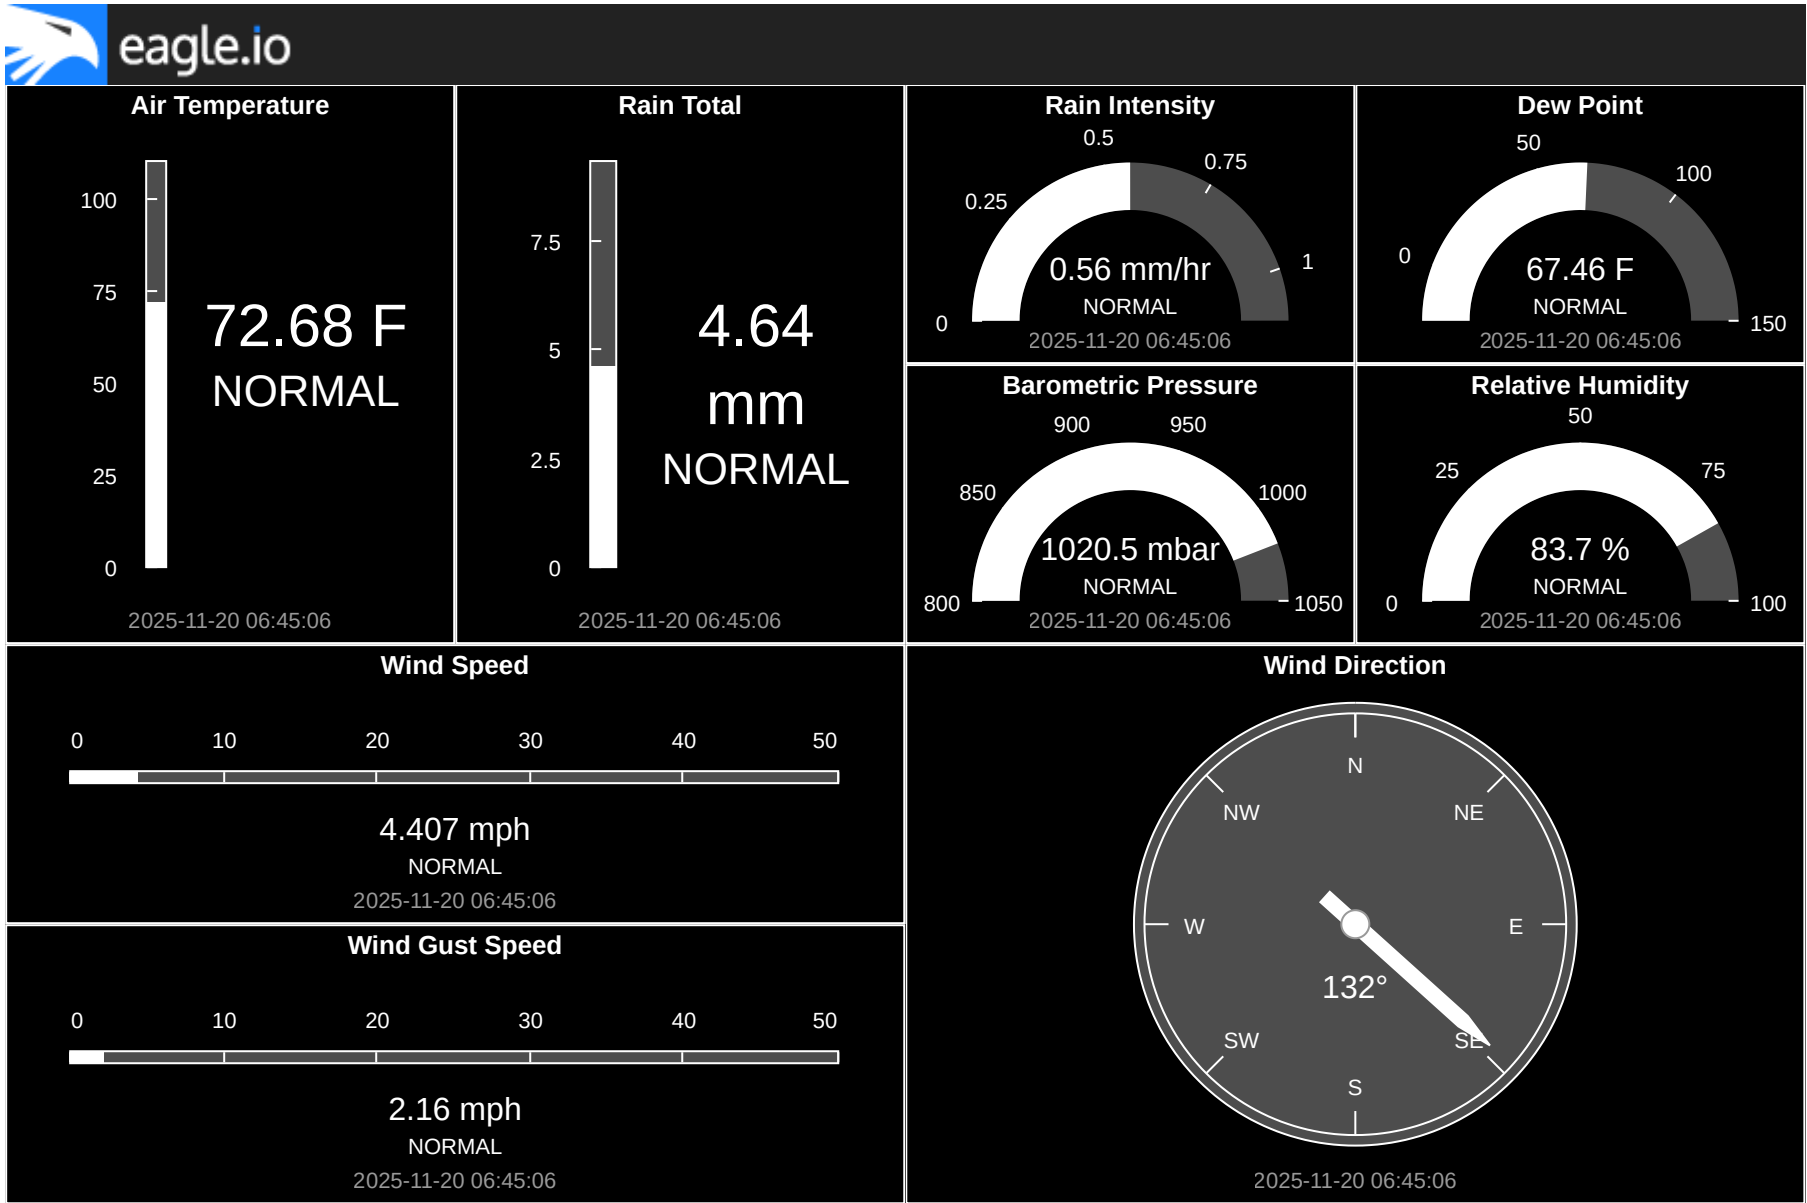 eagle.io
Air Temperature
100
75
50
25
0
72.68 F
NORMAL
2025-11-20 06:45:06
Rain Total
7.5
5
2.5
0
4.64
mm
NORMAL
2025-11-20 06:45:06
Rain Intensity
0
0.25
0.5
0.75
1
0.56 mm/hr
NORMAL
2025-11-20 06:45:06
Dew Point
0
50
100
150
67.46 F
NORMAL
2025-11-20 06:45:06
Barometric Pressure
800
850
900
950
1000
1050
1020.5 mbar
NORMAL
2025-11-20 06:45:06
Relative Humidity
0
25
50
75
100
83.7 %
NORMAL
2025-11-20 06:45:06
Wind Speed
0 10 20 30 40 50
4.407 mph
NORMAL
2025-11-20 06:45:06
Wind Gust Speed
0 10 20 30 40 50
2.16 mph
NORMAL
2025-11-20 06:45:06
Wind Direction
N
NW NE
W E
132°
SW SE
S
2025-11-20 06:45:06